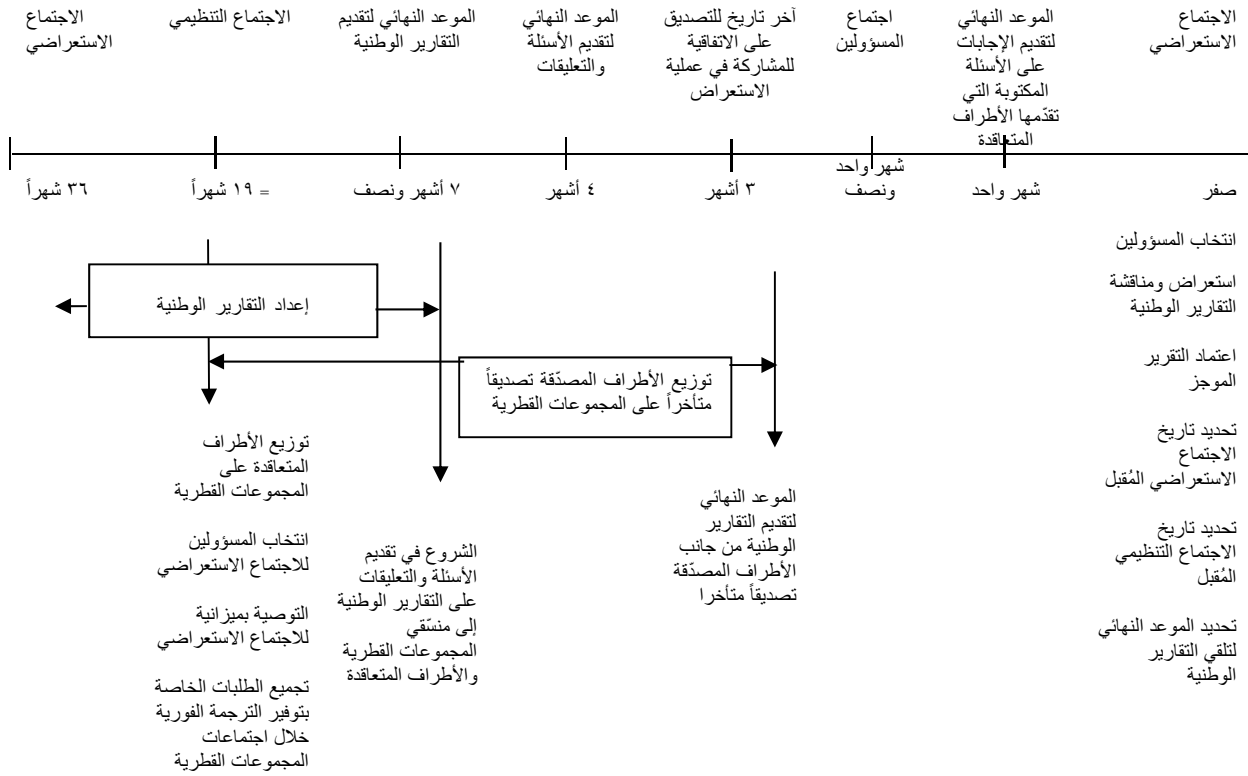 الاجتماع
الاستعراضي
الموعد النهائي
لتقديم الإجابات
على الأسئلة
المكتوبة التي
تقدّمها الأطراف
المتعاقدة
اجتماع
المسؤولين
آخر تاريخ للتصديق
على الاتفاقية
للمشاركة في عملية
الاستعراض
الموعد النهائي
لتقديم الأسئلة
والتعليقات
الموعد النهائي لتقديم
التقارير الوطنية
الاجتماع التنظيمي
الاجتماع
الاستعراضي
صفر
شهر واحد
شهر واحد
ونصف
٣ أشهر
٤ أشهر
٧ أشهر ونصف
= ١٩ شهراً
٣٦ شهراً
انتخاب المسؤولين
استعراض ومناقشة
التقارير الوطنية
اعتماد التقرير
الموجز
تحديد تاريخ
الاجتماع
الاستعراضي المُقبل
تحديد تاريخ
الاجتماع التنظيمي
المُقبل
تحديد الموعد النهائي
لتلقي التقارير
الوطنية
إعداد التقارير الوطنية
توزيع الأطراف المصدّقة تصديقاً
متأخراً على المجموعات القطرية
الموعد النهائي
لتقديم التقارير
الوطنية من جانب
الأطراف المصدّقة
تصديقاً متأخرا
الشروع في تقديم
الأسئلة والتعليقات
على التقارير الوطنية
إلى منسّقي
المجموعات القطرية
والأطراف المتعاقدة
توزيع الأطراف
المتعاقدة على
المجموعات القطرية
انتخاب المسؤولين
للاجتماع الاستعراضي
التوصية بميزانية
للاجتماع الاستعراضي
تجميع الطلبات الخاصة
بتوفير الترجمة الفورية
خلال اجتماعات
المجموعات القطرية